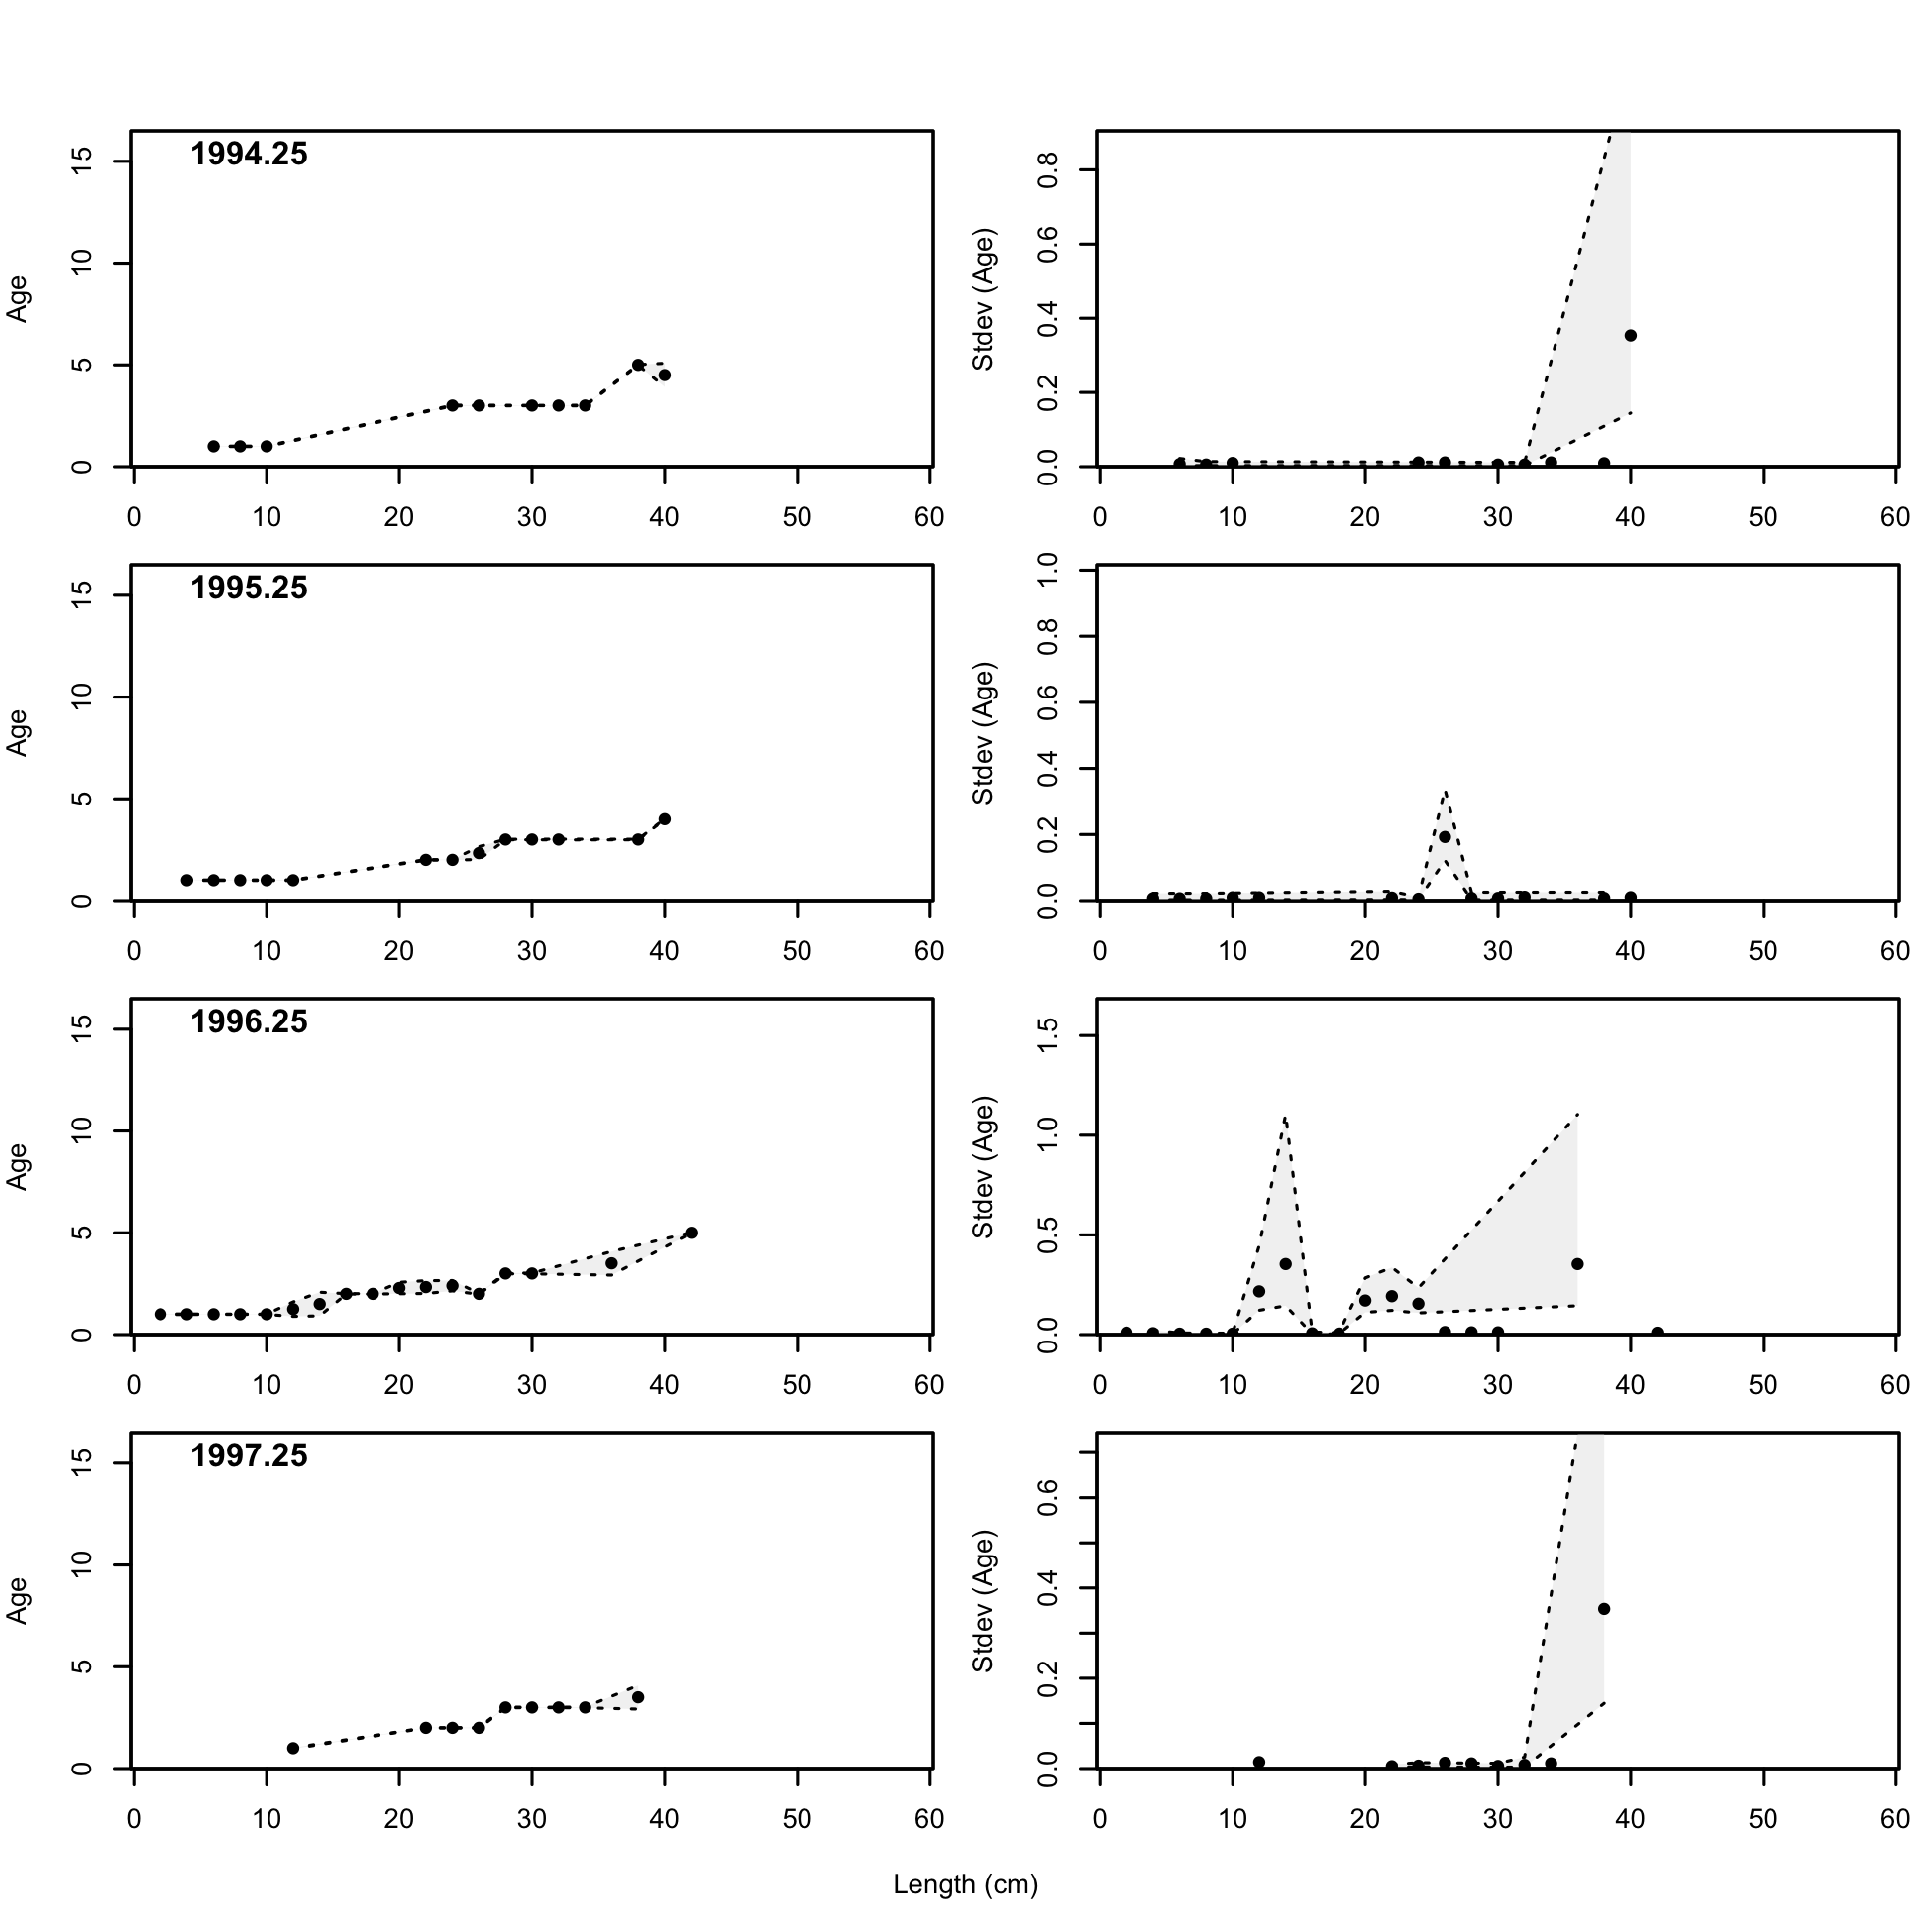 1994.25
Age
0 5 10 15
0 10 20 30 40 50 60
Stdev (Age)
0.0 0.2 0.4 0.6 0.8
0 10 20 30 40 50 60
1995.25
Age
0 5 10 15
0 10 20 30 40 50 60
Stdev (Age)
0.0 0.2 0.4 0.6 0.8 1.0
0 10 20 30 40 50 60
1996.25
Age
0 5 10 15
0 10 20 30 40 50 60
Stdev (Age)
0.0 0.5 1.0 1.5
0 10 20 30 40 50 60
1997.25
Age
0 5 10 15
0 10 20 30 40 50 60
Stdev (Age)
0.0 0.2 0.4 0.6
0 10 20 30 40 50 60
Length (cm)